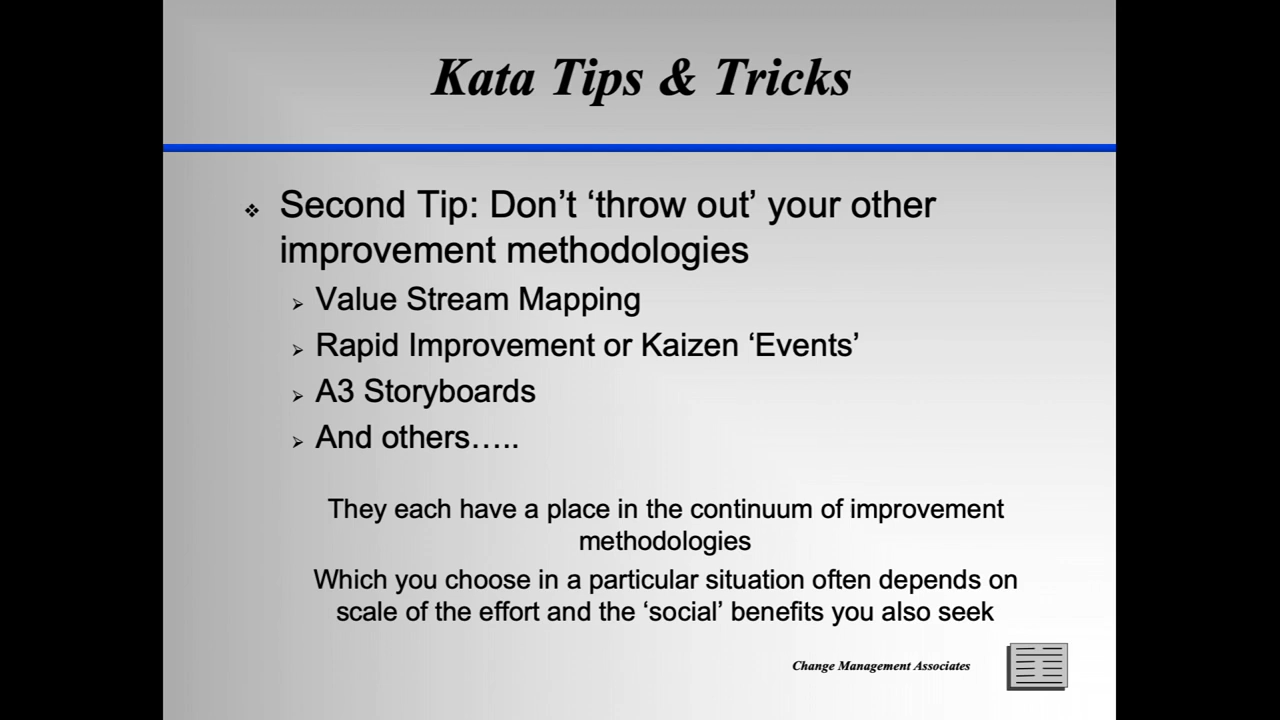 Kata Tips & Tricks
Second Tip: Don’t ‘throw out’ your other
improvement methodologies
Value Stream Mapping
Rapid Improvement or Kaizen ‘Events’
A3 Storyboards
And others…..
They each have a place in the continuum of improvement
methodologies
Which you choose in a particular situation often depends on
scale of the effort and the ‘social’ benefits you also seek
Change Management Associates